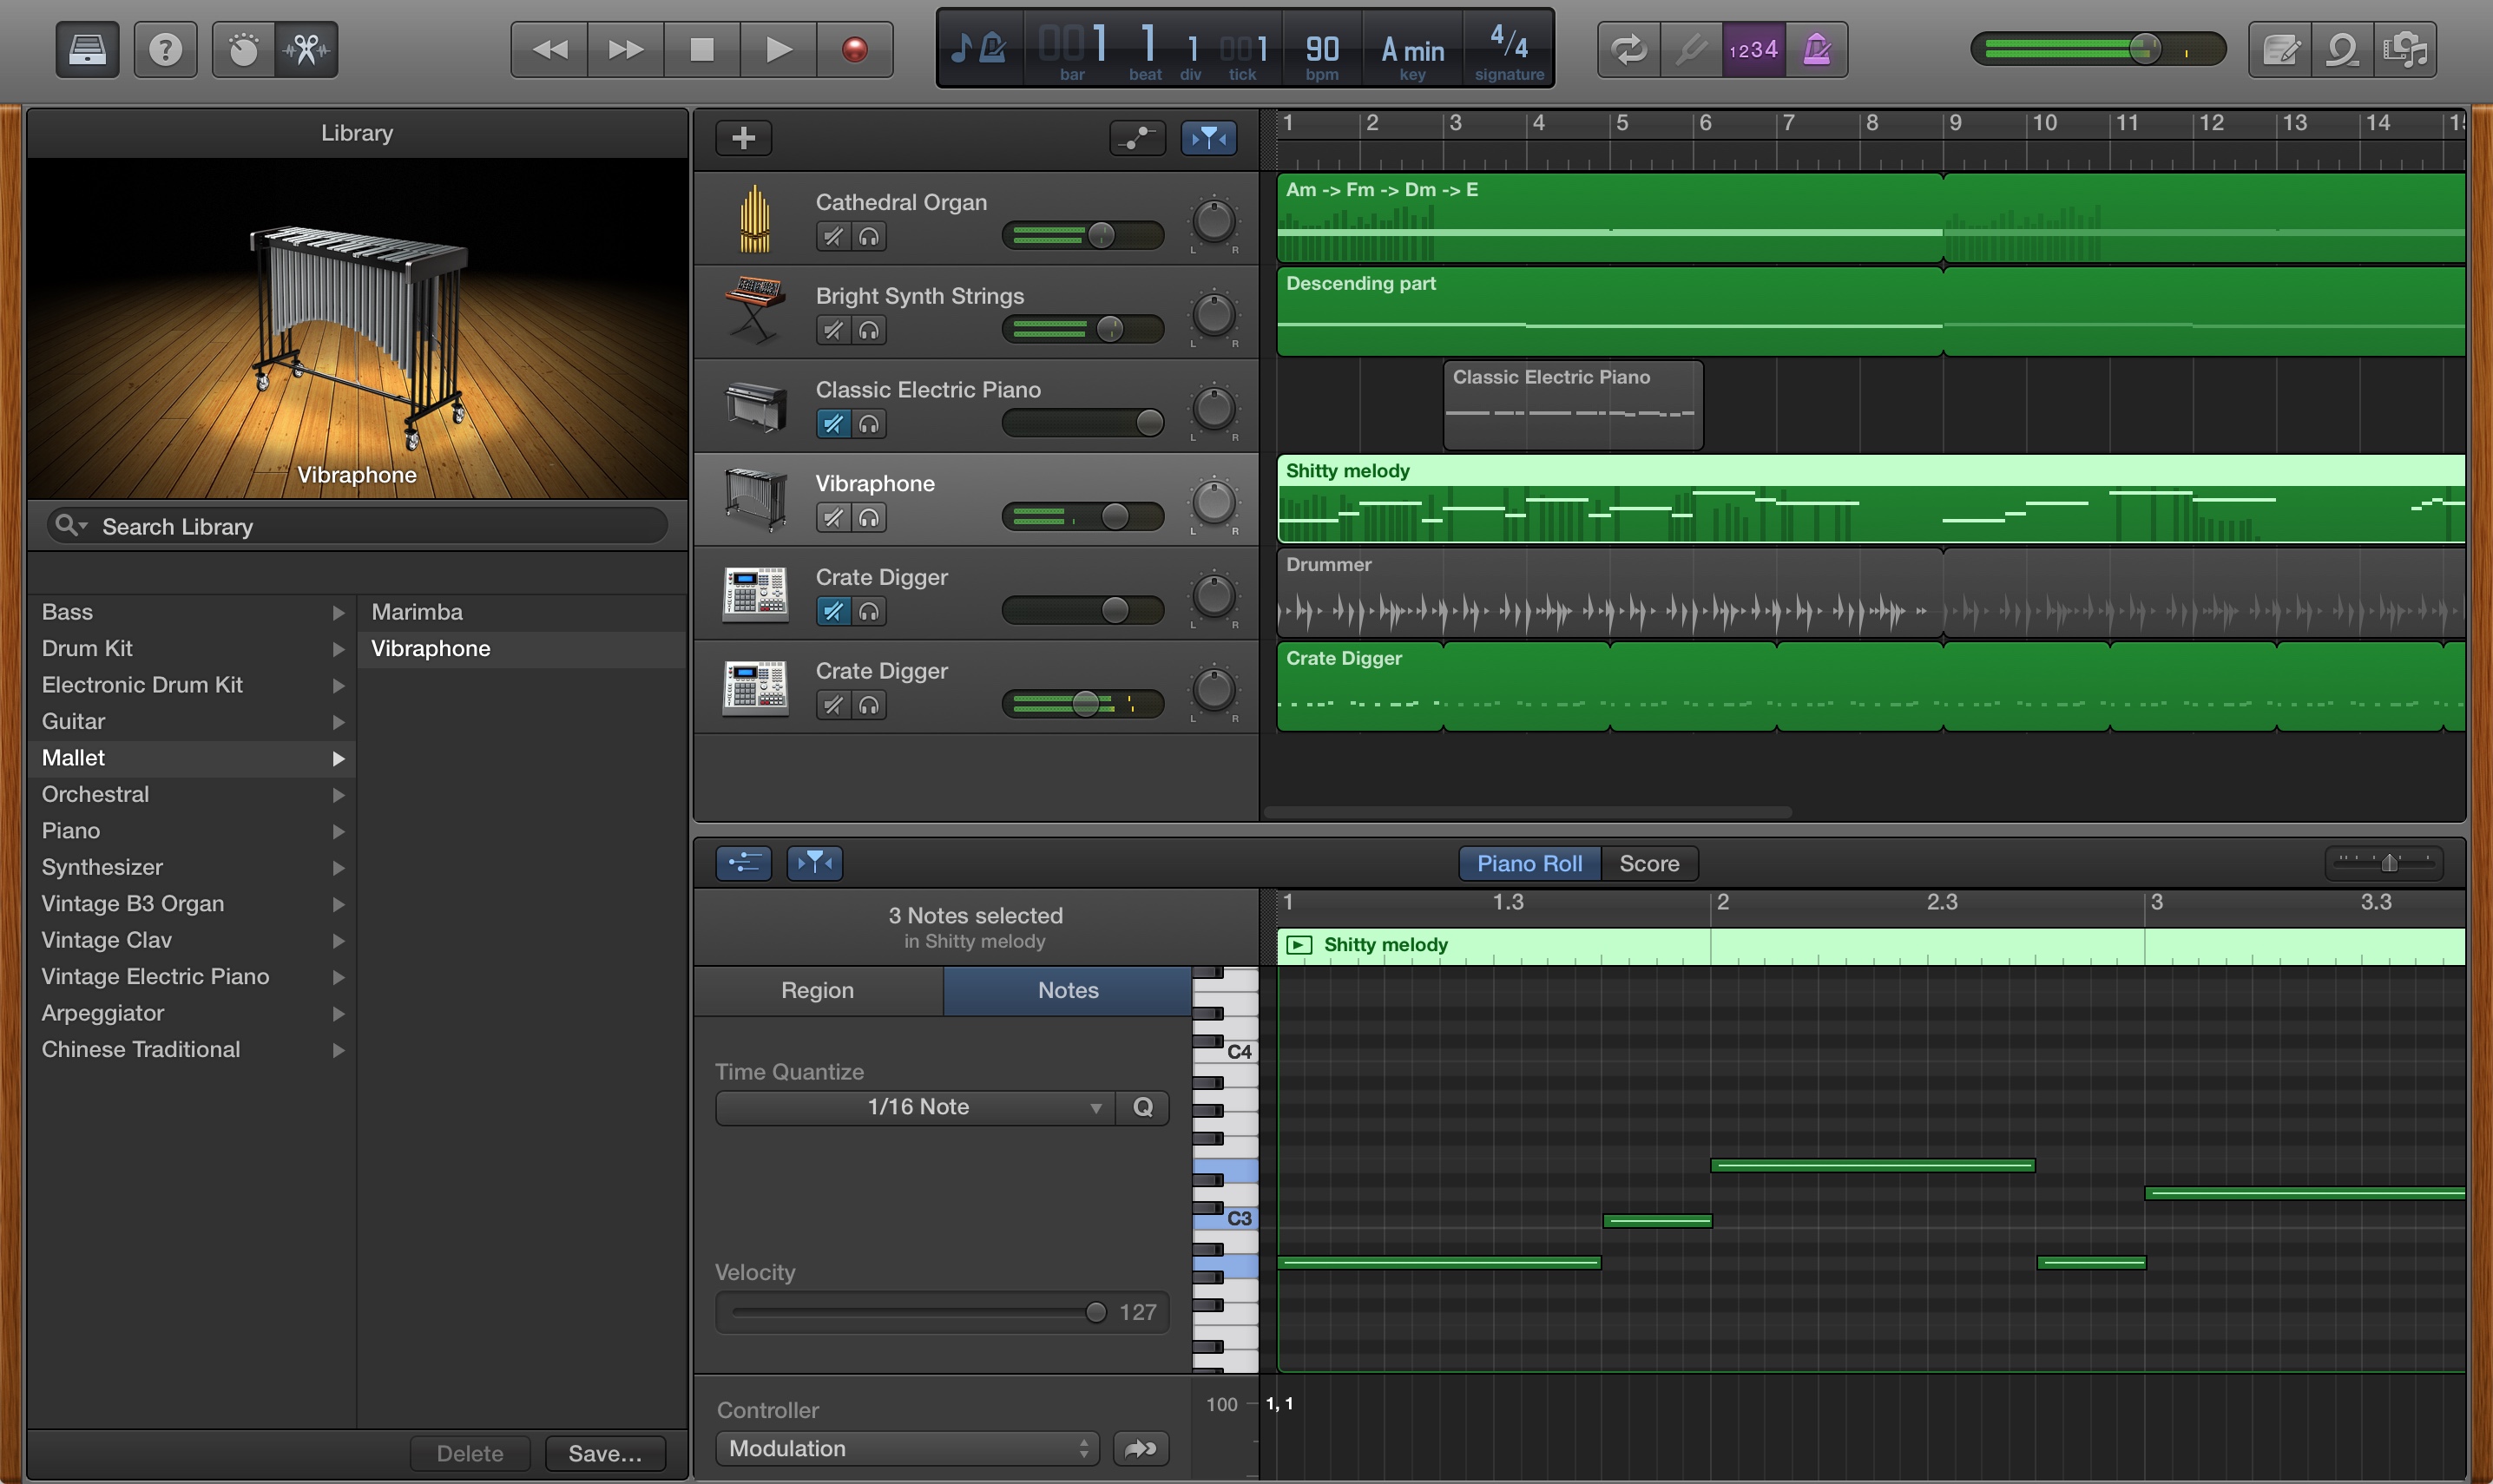 001 1 1 001 90 A min 4/4
bar beat div tick bpm key signature
1234
Library
Vibraphone
Search Library
Bass
Drum Kit
Electronic Drum Kit
Guitar
Mallet
Orchestral
Piano
Synthesizer
Vintage B3 Organ
Vintage Clav
Vintage Electric Piano
Arpeggiator
Chinese Traditional
Marimba
Vibraphone
Delete Save...
1 2 3 4 5 6 7 8 9 10 11 12 13 14
Cathedral Organ
L R
Bright Synth Strings
L R
Classic Electric Piano
L R
Vibraphone
L R
Crate Digger
L R
Crate Digger
L R
Am -> Fm -> Dm -> E
Descending part
Classic Electric Piano
Shitty melody
Drummer
Crate Digger
Piano Roll Score
3 Notes selected
in Shitty melody
Region Notes
Time Quantize
1/16 Note Q
Velocity
127
Controller
Modulation
1 1.3 2 2.3 3 3.3
Shitty melody
C4
C3
100 1, 1